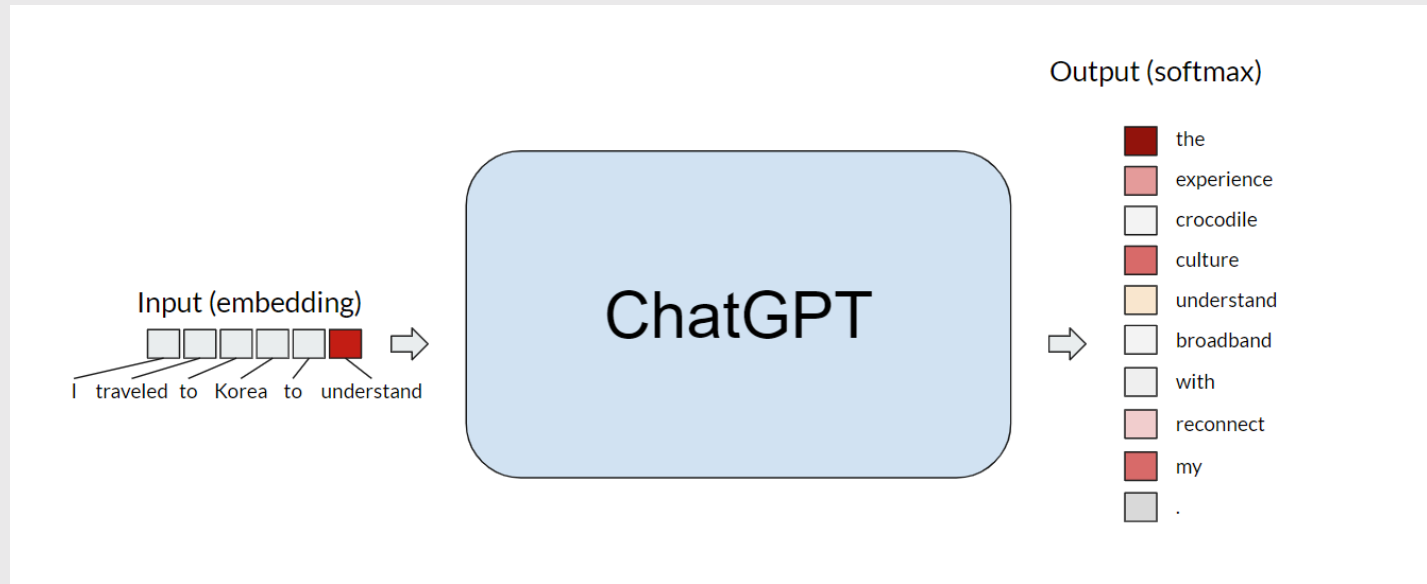 Output (softmax)
the
experience
crocodile
culture
understand
broadband
with
reconnect
my
.
ChatGPT
Input (embedding)
I traveled to Korea to understand